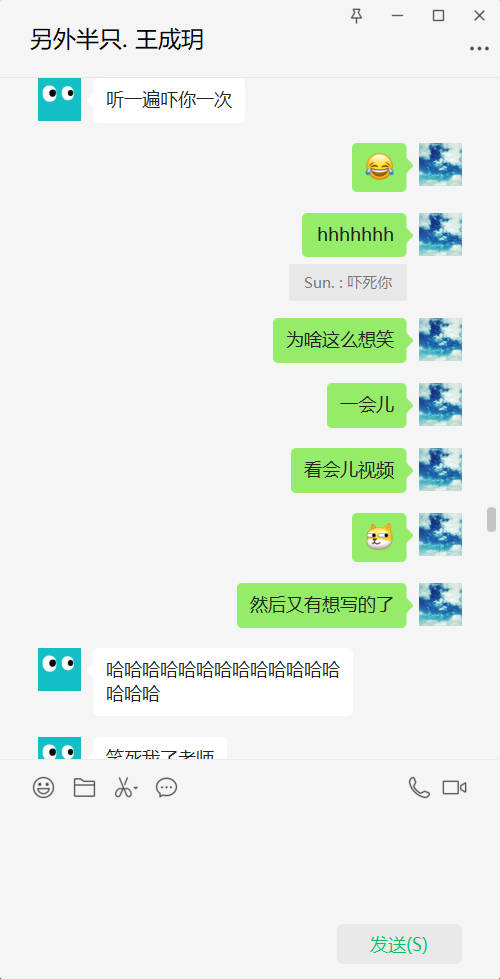 另外半只. 王成玥
听一遍吓你一次
hhhhhhh
Sun. : 吓死你
为啥这么想笑
一会儿
看会儿视频
然后又有想写的了
哈哈哈哈哈哈哈哈哈哈哈哈哈
哈哈哈
笑死我了老师
发送(S)